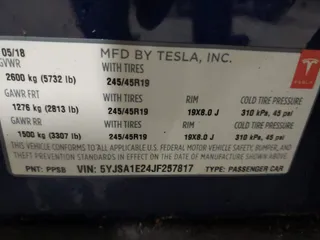 05/18 MFD BY TESLA, INC.
GVWR WITH TIRES
2600 kg (5732 lb) 245/45R19
GAWR FRT WITH TIRES RIM COLD TIRE PRESSURE
1276 kg (2813 lb) 245/45R19 19X8.0 J 310 kPa, 45 psi
GAWR RR WITH TIRES RIM COLD TIRE PRESSURE
1500 kg (3307 lb) 245/45R19 19X8.0 J 310 kPa, 45 psi
THIS VEHICLE CONFORMS TO ALL APPLICABLE
FEDERAL MOTOR VEHICLE SAFETY, BUMPER, AND
THEFT PREVENTION STANDARDS IN EFFECT ON THE
DATE OF MANUFACTURE SHOWN ABOVE.
PNT: PPSB VIN: 5YJSA1E24JF257817 TYPE: PASSENGER CAR